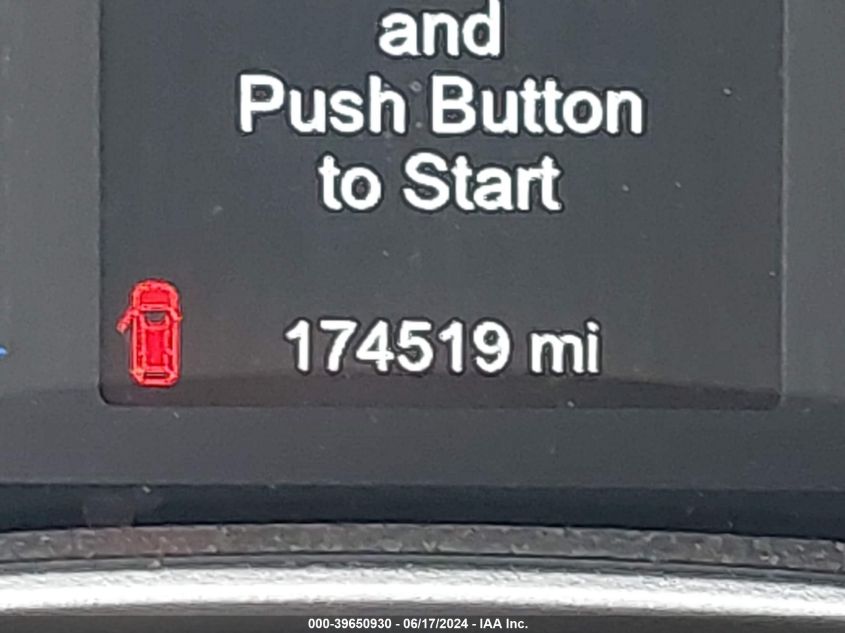 and
Push Button
to Start
174519 mi
000-39650930 - 06/17/2024 - IAA Inc.